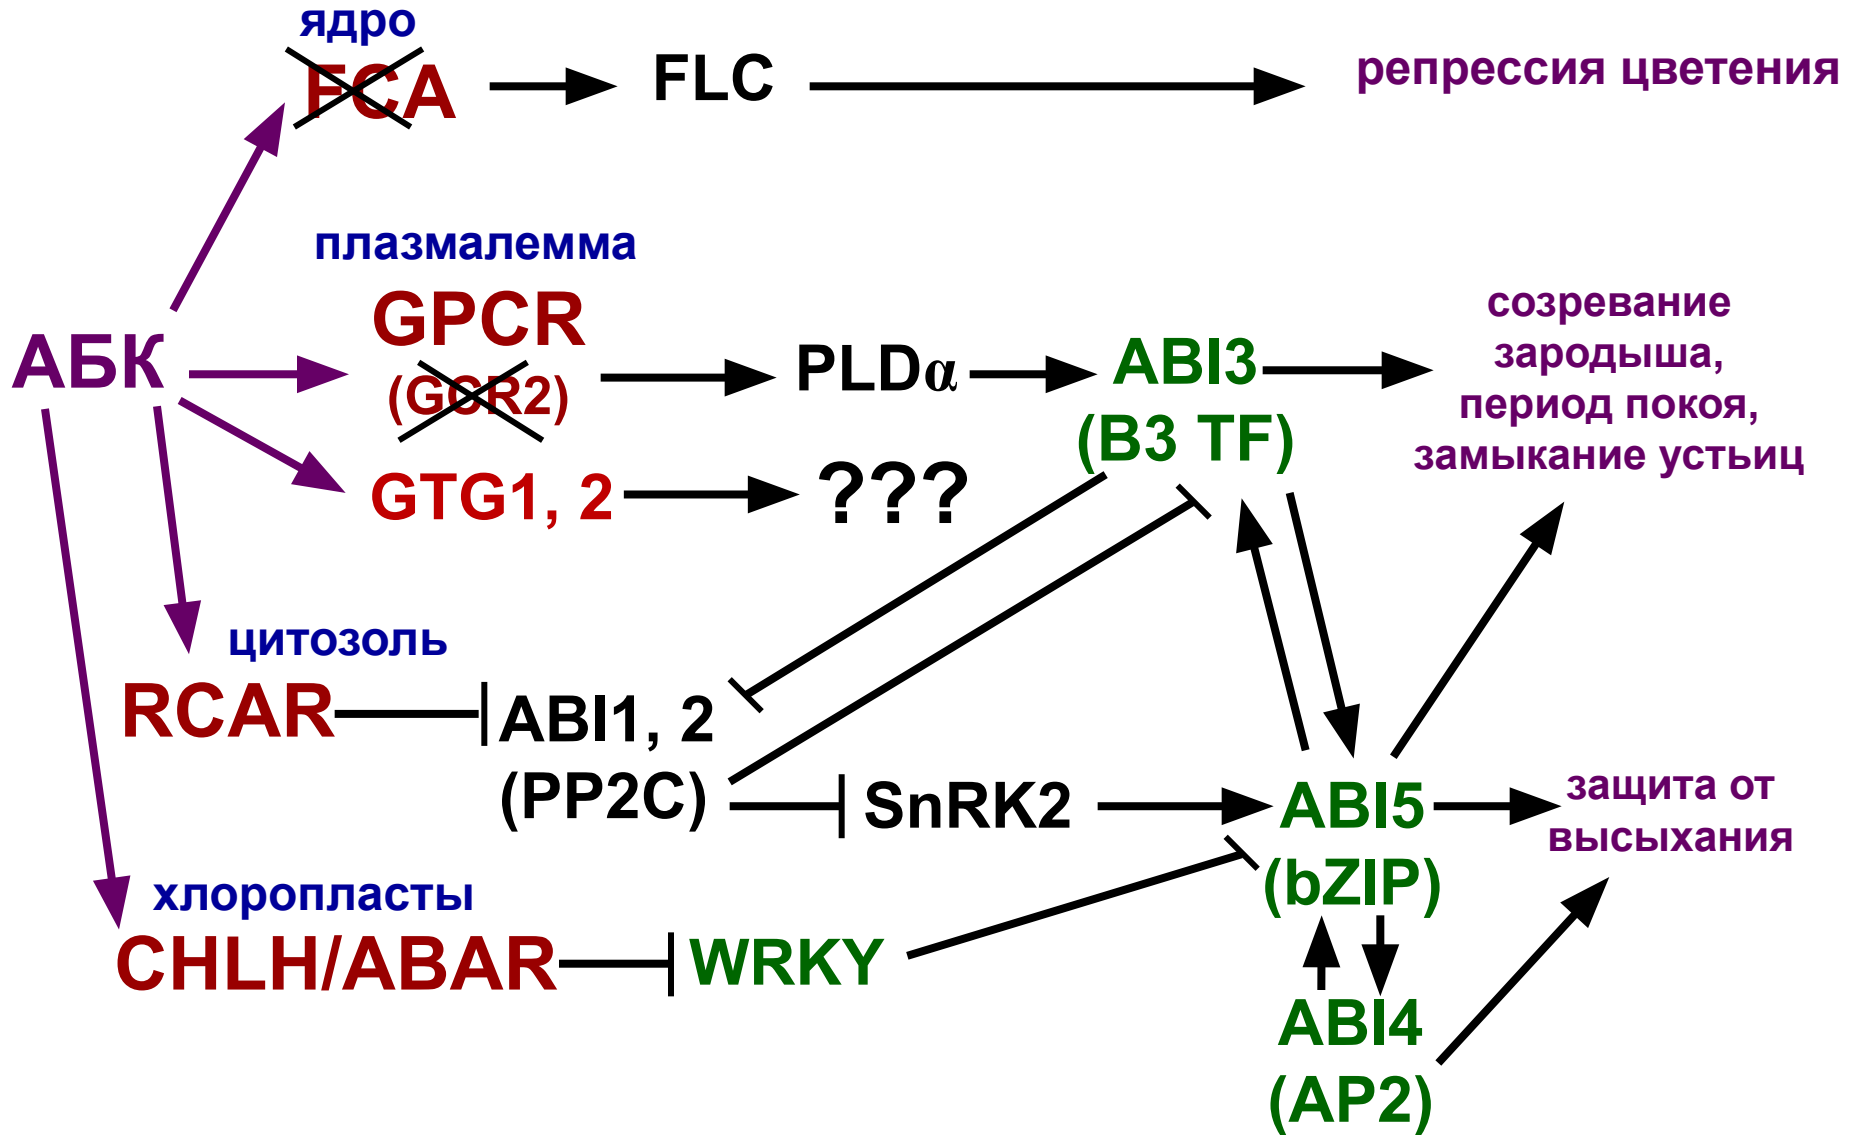 ядро
FCA
FLC
репрессия цветения
плазмалемма
GPCR
(GCR2)
АБК
PLDα
ABI3
(B3 TF)
созревание
зародыша,
период покоя,
замыкание устьиц
GTG1, 2
???
цитозоль
RCAR
ABI1, 2
(PP2C)
SnRK2
ABI5
(bZIP)
защита от
высыхания
хлоропласты
CHLH/ABAR
WRKY
ABI4
(AP2)